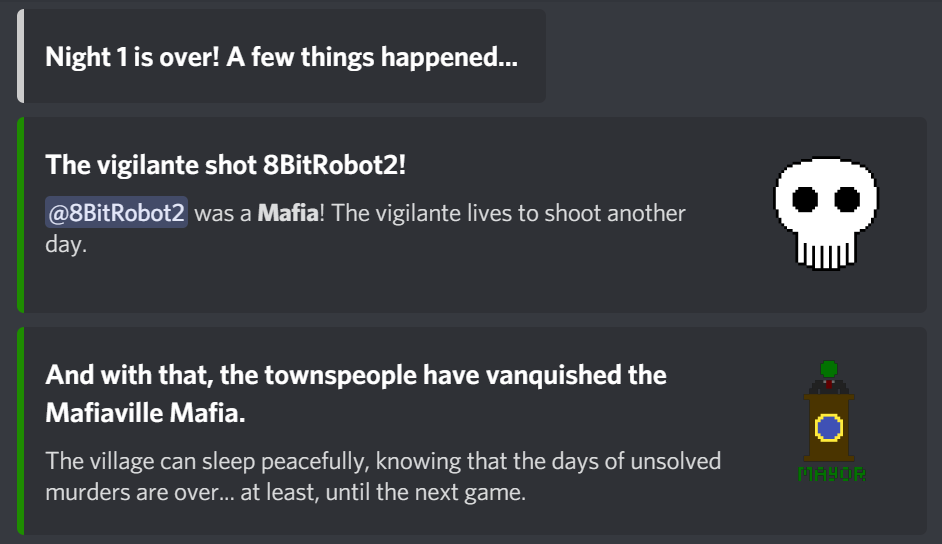 Night 1 is over! A few things happened...
The vigilante shot 8BitRobot2!
@8BitRobot2 was a Mafia! The vigilante lives to shoot another
day.
And with that, the townspeople have vanquished the
Mafiaville Mafia.
The village can sleep peacefully, knowing that the days of unsolved
murders are over... at least, until the next game.
MAYOR